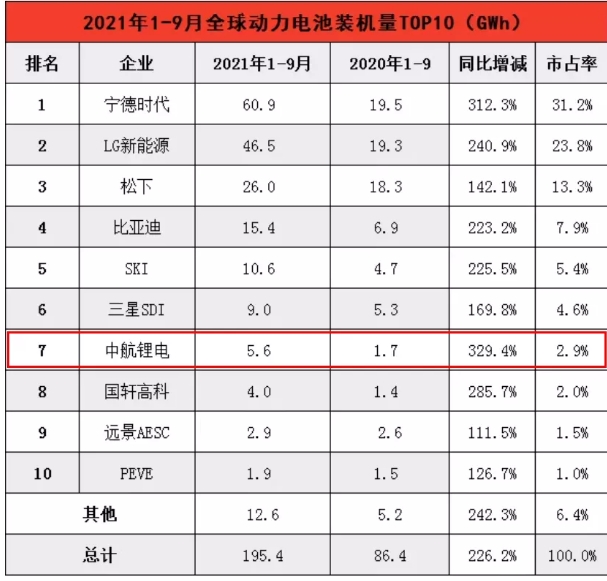 2021年1-9月全球动力电池装机量TOP10（GWh）
排名 企业 2021年1-9月 2020年1-9 同比增减 市占率
1 宁德时代 60.9 19.5 312.3% 31.2%
2 LG新能源 46.5 19.3 240.9% 23.8%
3 松下 26.0 18.3 142.1% 13.3%
4 比亚迪 15.4 6.9 223.2% 7.9%
5 SKI 10.6 4.7 225.5% 5.4%
6 三星SDI 9.0 5.3 169.8% 4.6%
7 中航锂电 5.6 1.7 329.4% 2.9%
8 国轩高科 4.0 1.4 285.7% 2.0%
9 远景AESC 2.9 2.6 111.5% 1.5%
10 PEVE 1.9 1.5 126.7% 1.0%
其他 12.6 5.2 242.3% 6.4%
总计 195.4 86.4 226.2% 100.0%